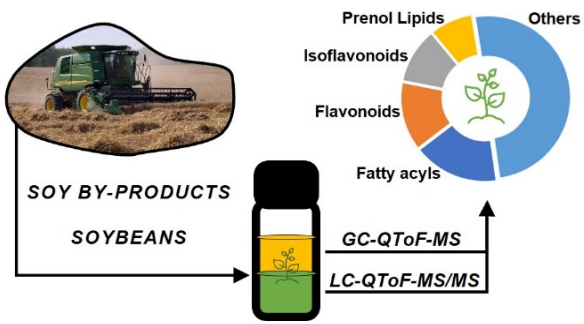 Prenol Lipids
Others
Isoflavonoids
Flavonoids
Fatty acyls
SOY BY-PRODUCTS
SOYBEANS
GC-QToF-MS
LC-QToF-MS/MS